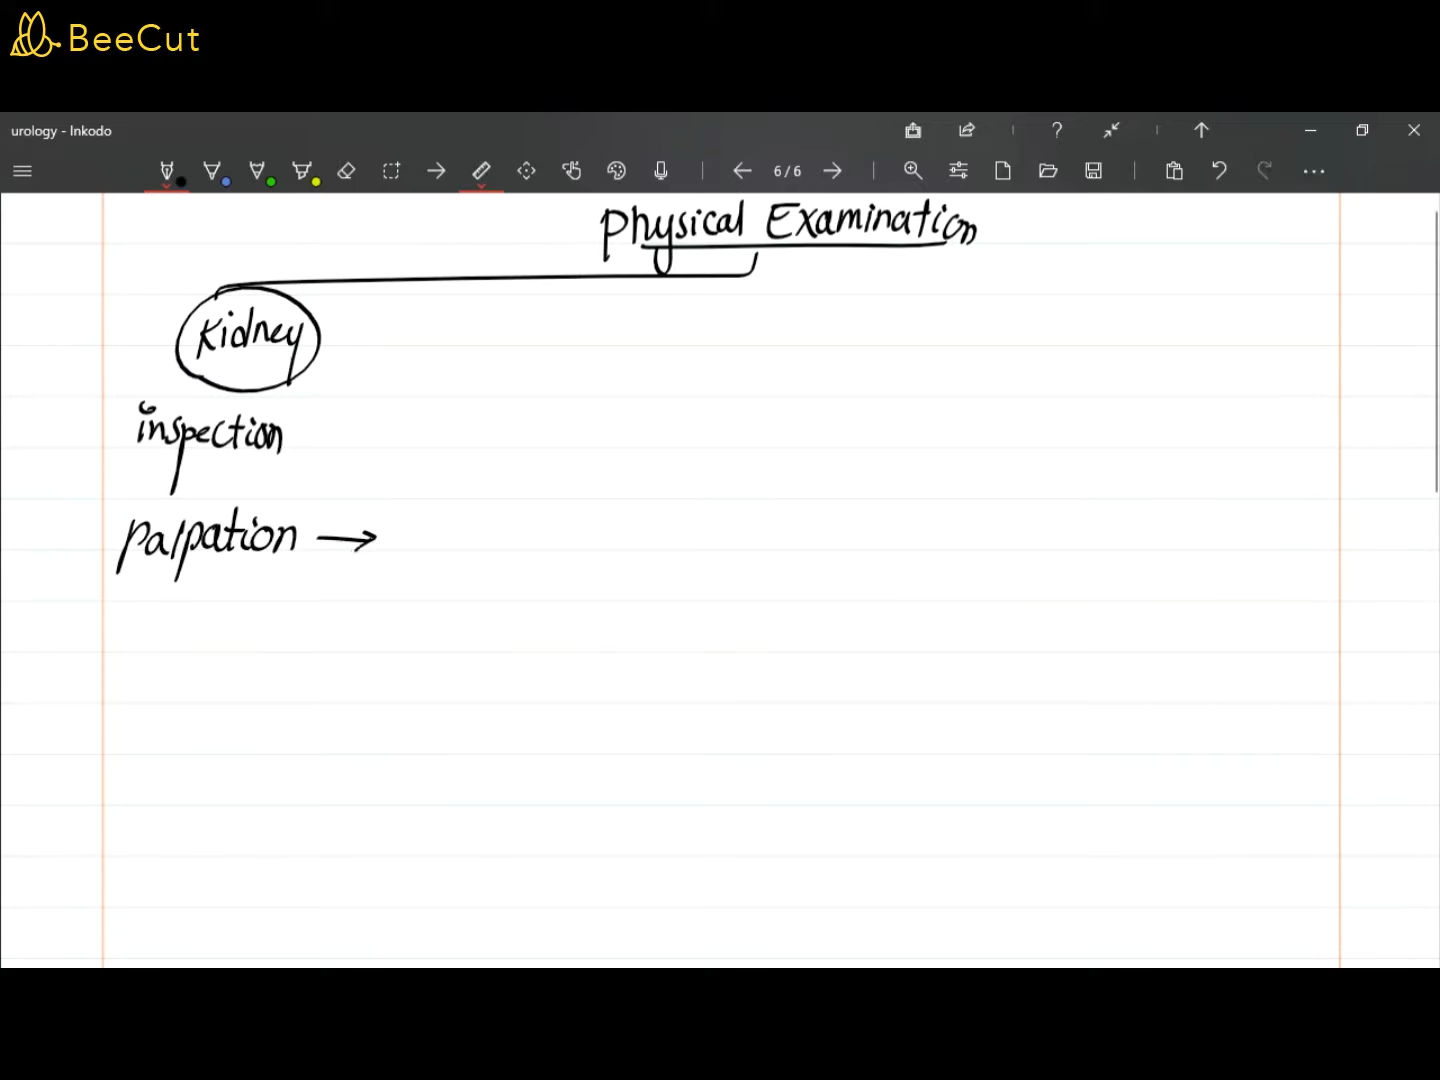 BeeCut
urology - Inkodo
6/6
Physical Examination
Kidney
inspection
palpation →